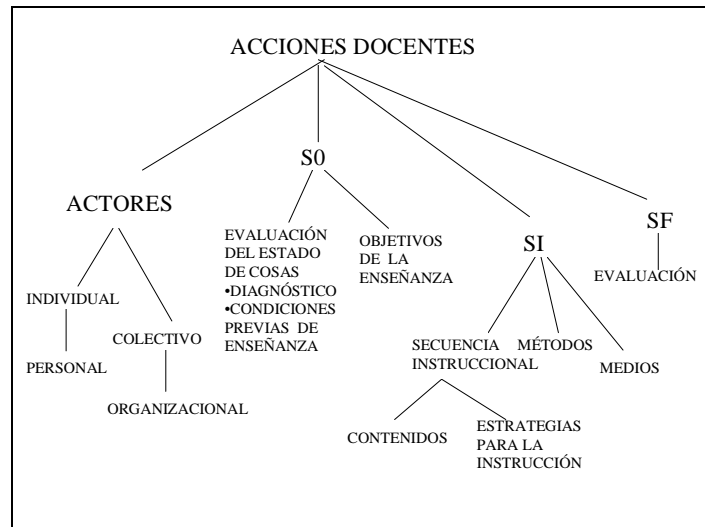 ACCIONES DOCENTES
S0
ACTORES
SF
SI
EVALUACIÓN
DEL ESTADO
DE COSAS
•DIAGNÓSTICO
•CONDICIONES
PREVIAS DE
ENSEÑANZA
OBJETIVOS
DE LA
ENSEÑANZA
EVALUACIÓN
INDIVIDUAL
COLECTIVO
PERSONAL
ORGANIZACIONAL
SECUENCIA
INSTRUCCIONAL
MÉTODOS
MEDIOS
CONTENIDOS
ESTRATEGIAS
PARA LA
INSTRUCCIÓN